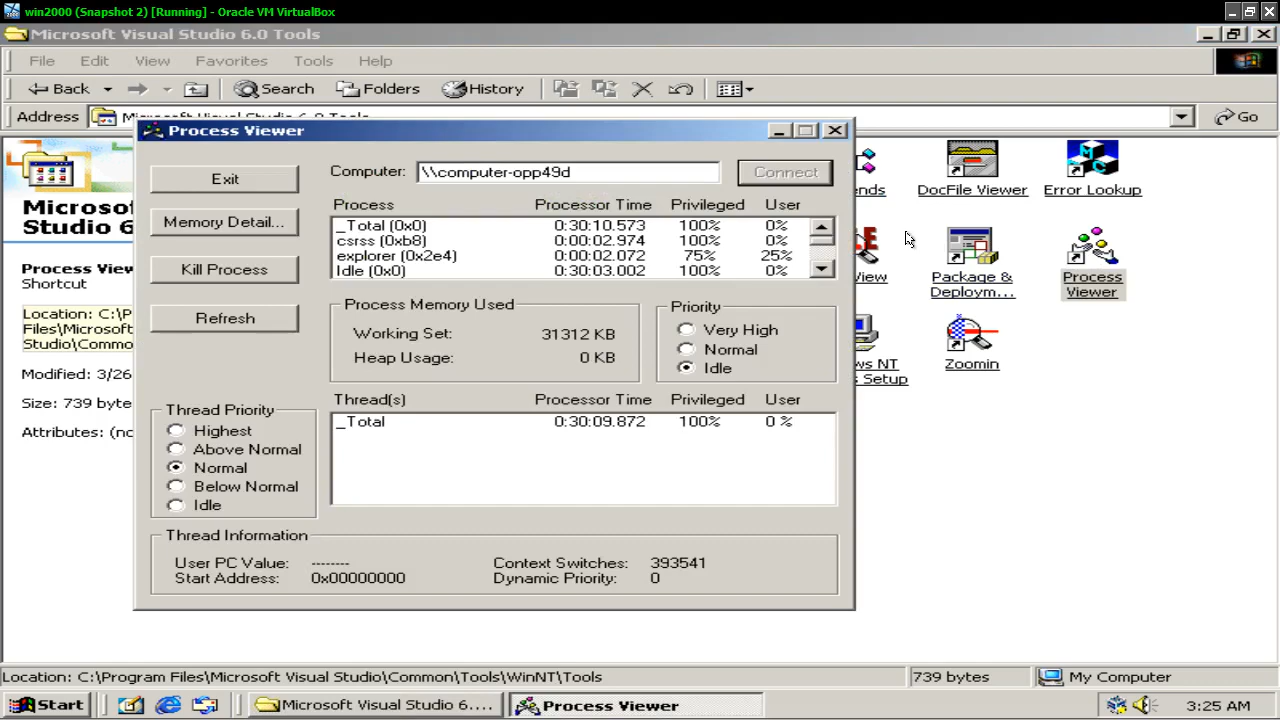 win2000 (Snapshot 2) [Running] - Oracle VM VirtualBox
Microsoft Visual Studio 6.0 Tools
File Edit View Favorites Tools Help
Back Search Folders History
Address Go
Process Viewer
Exit
Memory Detail...
Kill Process
Refresh
Computer: \\computer-opp49d Connect
Process Processor Time Privileged User
_Total (0x0) 0:30:10.573 100% 0%
csrss (0xb8) 0:00:02.974 100% 0%
explorer (0x2e4) 0:00:02.072 75% 25%
Idle (0x0) 0:30:03.002 100% 0%
Process Memory Used
Working Set: 31312 KB
Heap Usage: 0 KB
Priority
Very High
Normal
Idle
Thread(s) Processor Time Privileged User
_Total 0:30:09.872 100% 0 %
Thread Priority
Highest
Above Normal
Normal
Below Normal
Idle
Thread Information
User PC Value: --------
Start Address: 0x00000000
Context Switches: 393541
Dynamic Priority: 0
Microso
Studio 6
Process View
Shortcut
Location: C:\P
Files\Microsoft
Studio\Commo
Modified: 3/26
Size: 739 byte
Attributes: (no
ends
DocFile Viewer
Error Lookup
View
Package &
Deploym...
Process
Viewer
ws NT
s Setup
Zoomin
Location: C:\Program Files\Microsoft Visual Studio\Common\Tools\WinNT\Tools 739 bytes My Computer
Start Microsoft Visual Studio 6.... Process Viewer 3:25 AM